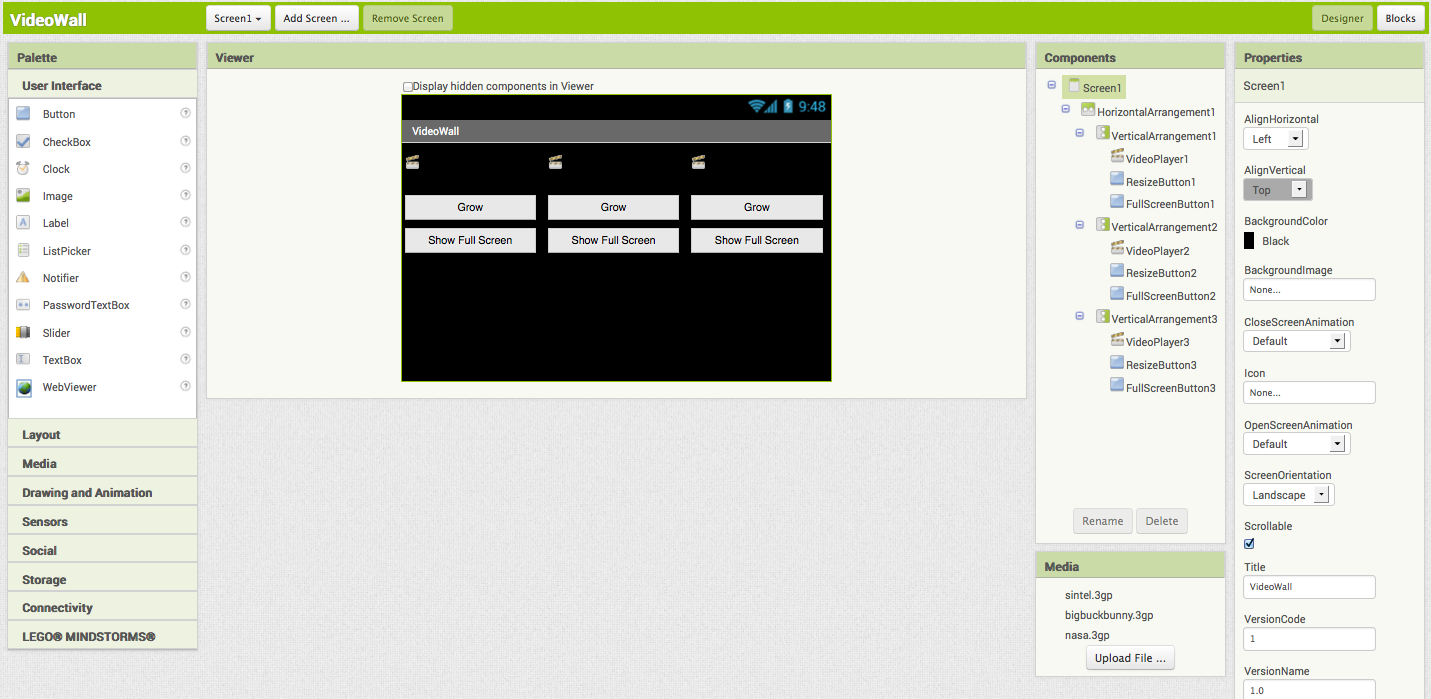 VideoWall
Screen1
Add Screen ...
Remove Screen
Designer
Blocks
Palette
User Interface
Button
CheckBox
Clock
Image
Label
ListPicker
Notifier
PasswordTextBox
Slider
TextBox
WebViewer
Layout
Media
Drawing and Animation
Sensors
Social
Storage
Connectivity
LEGO® MINDSTORMS®
Viewer
Display hidden components in Viewer
9:48
VideoWall
Grow Grow Grow
Show Full Screen Show Full Screen Show Full Screen
Components
Screen1
HorizontalArrangement1
VerticalArrangement1
VideoPlayer1
ResizeButton1
FullScreenButton1
VerticalArrangement2
VideoPlayer2
ResizeButton2
FullScreenButton2
VerticalArrangement3
VideoPlayer3
ResizeButton3
FullScreenButton3
Rename
Delete
Media
sintel.3gp
bigbuckbunny.3gp
nasa.3gp
Upload File ...
Properties
Screen1
AlignHorizontal
Left
AlignVertical
Top
BackgroundColor
Black
BackgroundImage
None...
CloseScreenAnimation
Default
Icon
None...
OpenScreenAnimation
Default
ScreenOrientation
Landscape
Scrollable
Title
VideoWall
VersionCode
1
VersionName
1.0